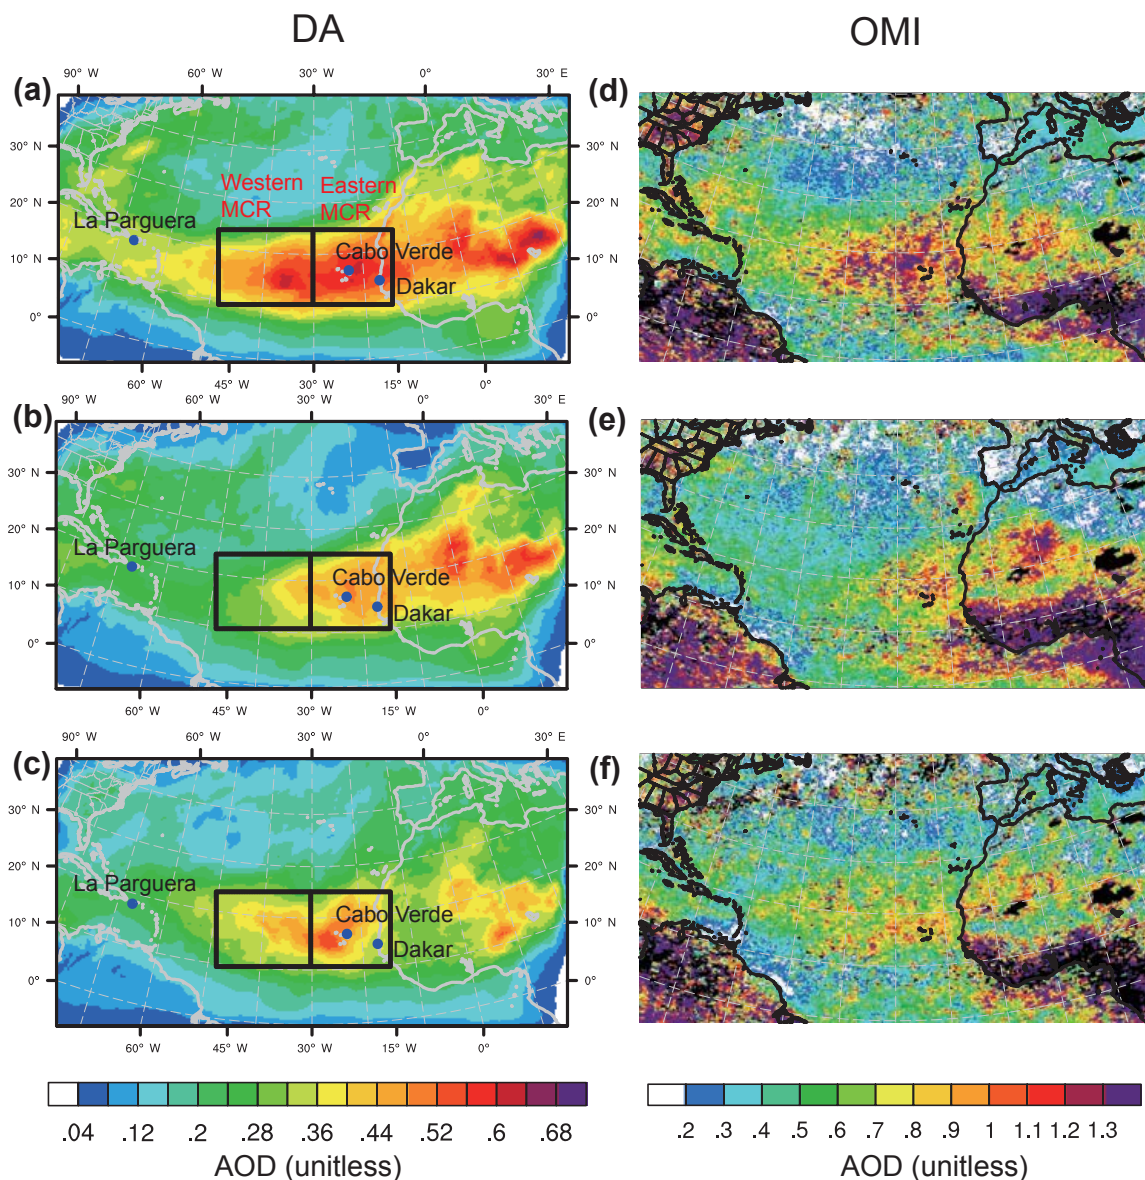 DA
OMI
(a)
90° W 60° W 30° W 0° 30° E
30° N
20° N
10° N
0°
Western
MCR
Eastern
MCR
La Parguera
Cabo Verde
Dakar
30° N
20° N
10° N
0°
60° W 45° W 30° W 15° W 0°
(d)
(b)
30° N
20° N
10° N
0°
La Parguera
Cabo Verde
Dakar
30° N
20° N
10° N
0°
60° W 45° W 30° W 15° W 0°
(e)
(c)
90° W 60° W 30° W 0° 30° E
30° N
20° N
10° N
0°
La Parguera
Cabo Verde
Dakar
30° N
20° N
10° N
0°
60° W 45° W 30° W 15° W 0°
(f)
.04 .12 .2 .28 .36 .44 .52 .6 .68
AOD (unitless)
.2 .3 .4 .5 .6 .7 .8 .9 1 1.1 1.2 1.3
AOD (unitless)